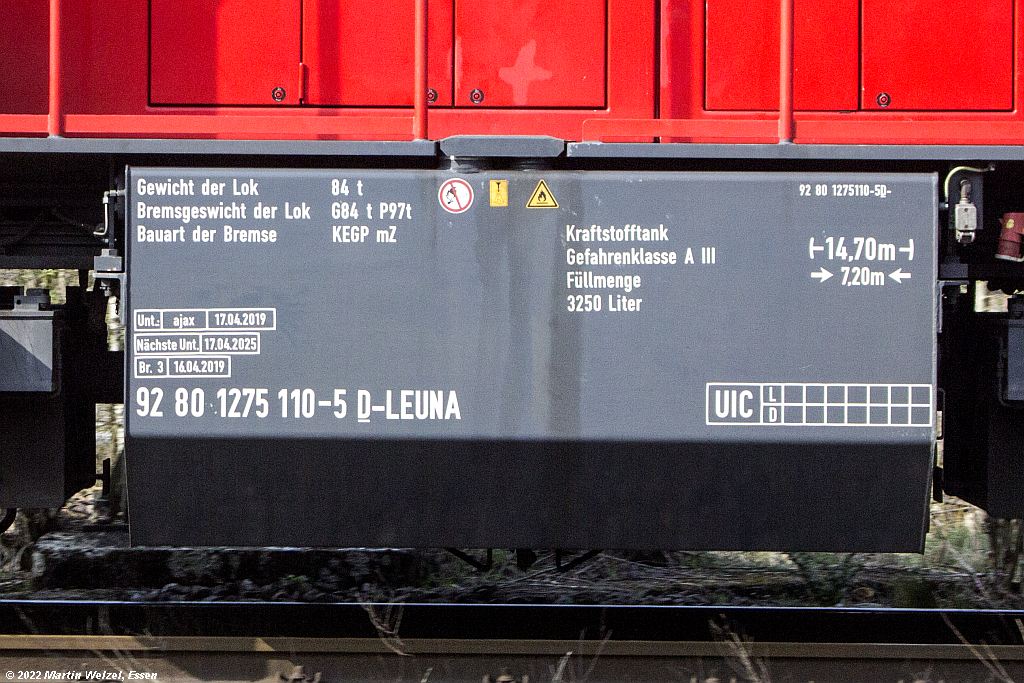 Gewicht der Lok 84 t
Bremsgewicht der Lok G84 t P97t
Bauart der Bremse KEGP mZ
92 80 1275110-5D-
Kraftstofftank
Gefahrenklasse A III
Füllmenge
3250 Liter
14,70m
7,20m
Unt.: ajax 17.04.2019
Nächste Unt. 17.04.2025
Br. 3 16.04.2019
92 80 1275 110-5 D-LEUNA
UIC L
D
© 2022 Martin Welzel, Essen